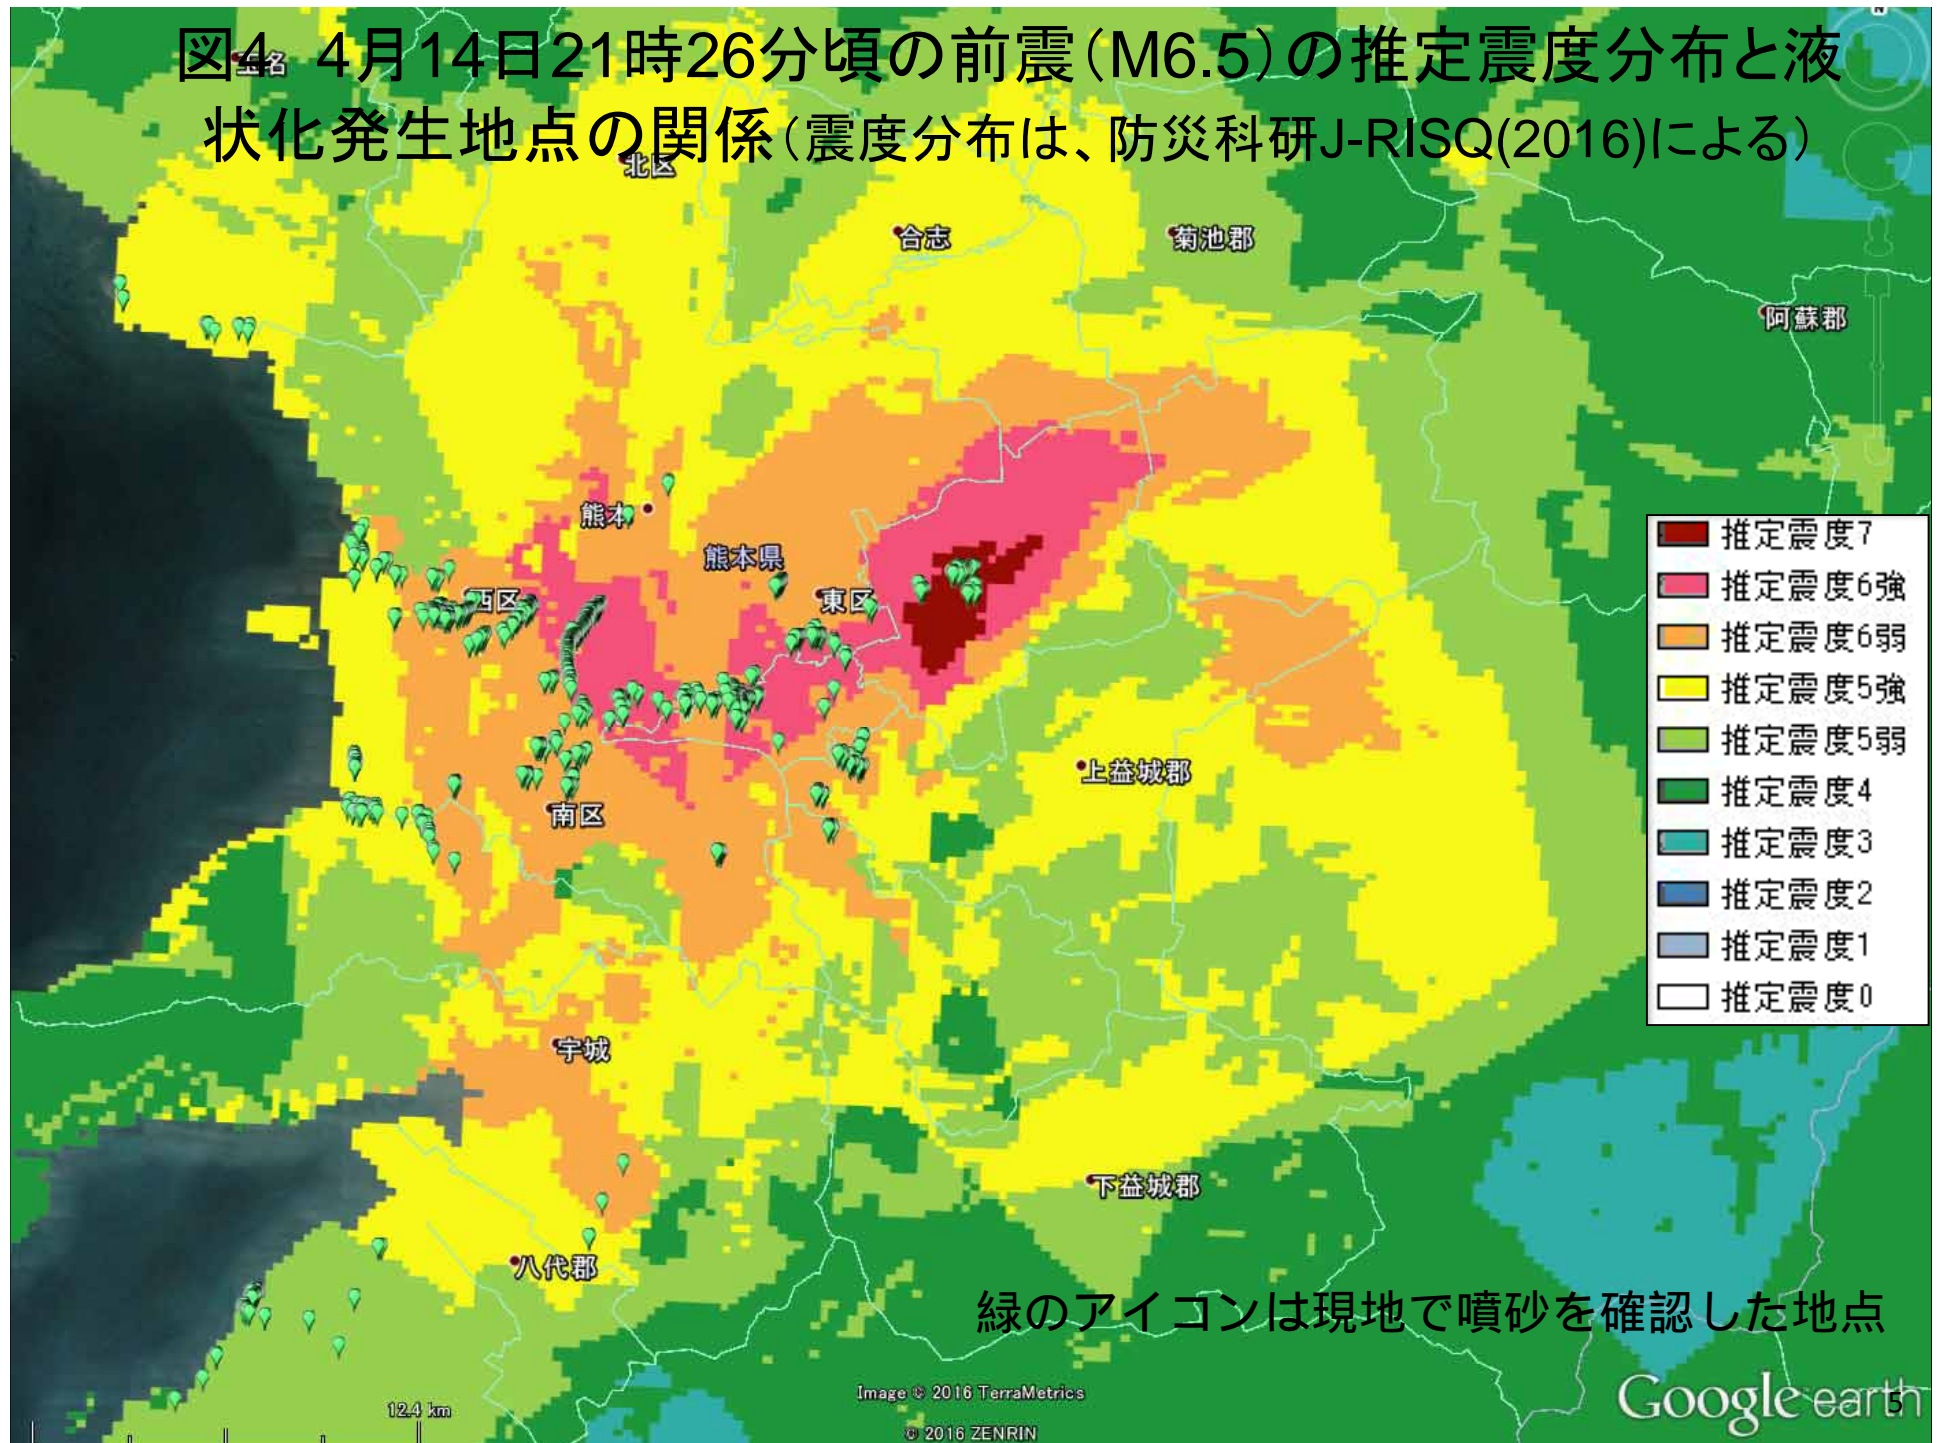 図4 4月14日21時26分頃の前震（M6.5）の推定震度分布と液
状化発生地点の関係（震度分布は、防災科研J-RISQ(2016)による）
N
玉名
北区
合志
菊池郡
阿蘇郡
熊本
熊本県
西区
東区
上益城郡
南区
宇城
下益城郡
八代郡
推定震度7
推定震度6強
推定震度6弱
推定震度5強
推定震度5弱
推定震度4
推定震度3
推定震度2
推定震度1
推定震度0
緑のアイコンは現地で噴砂を確認した地点
12.4 km
Image © 2016 TerraMetrics
© 2016 ZENRIN
Google earth
5